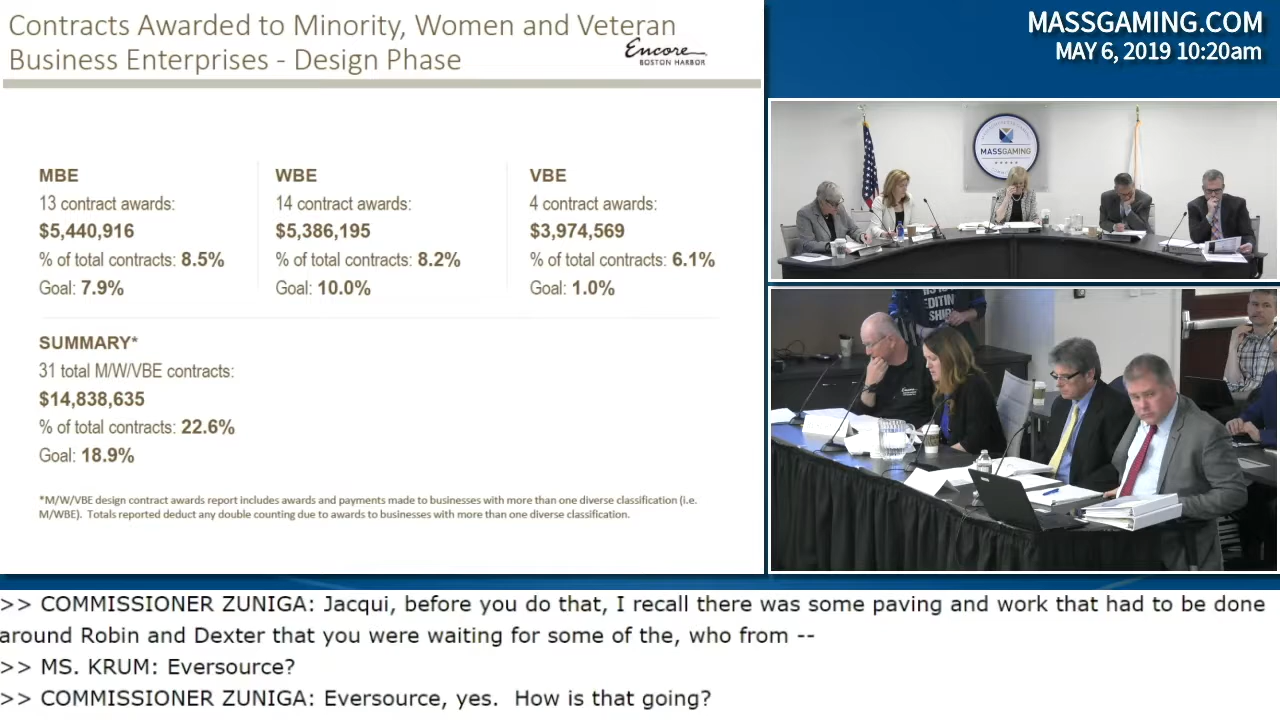 Contracts Awarded to Minority, Women and Veteran
Business Enterprises - Design Phase
Encore
BOSTON HARBOR
MBE
13 contract awards:
$5,440,916
% of total contracts: 8.5%
Goal: 7.9%
WBE
14 contract awards:
$5,386,195
% of total contracts: 8.2%
Goal: 10.0%
VBE
4 contract awards:
$3,974,569
% of total contracts: 6.1%
Goal: 1.0%
SUMMARY*
31 total M/W/VBE contracts:
$14,838,635
% of total contracts: 22.6%
Goal: 18.9%
*M/W/VBE design contract awards report includes awards and payments made to businesses with more than one diverse classification (i.e.
M/WBE). Totals reported deduct any double counting due to awards to businesses with more than one diverse classification.
MASSGAMING.COM
MAY 6, 2019 10:20am
MASSGAMING
EDITIN
SHIP
Encore
>> COMMISSIONER ZUNIGA: Jacqui, before you do that, I recall there was some paving and work that had to be done
around Robin and Dexter that you were waiting for some of the, who from --
>> MS. KRUM: Eversource?
>> COMMISSIONER ZUNIGA: Eversource, yes.  How is that going?